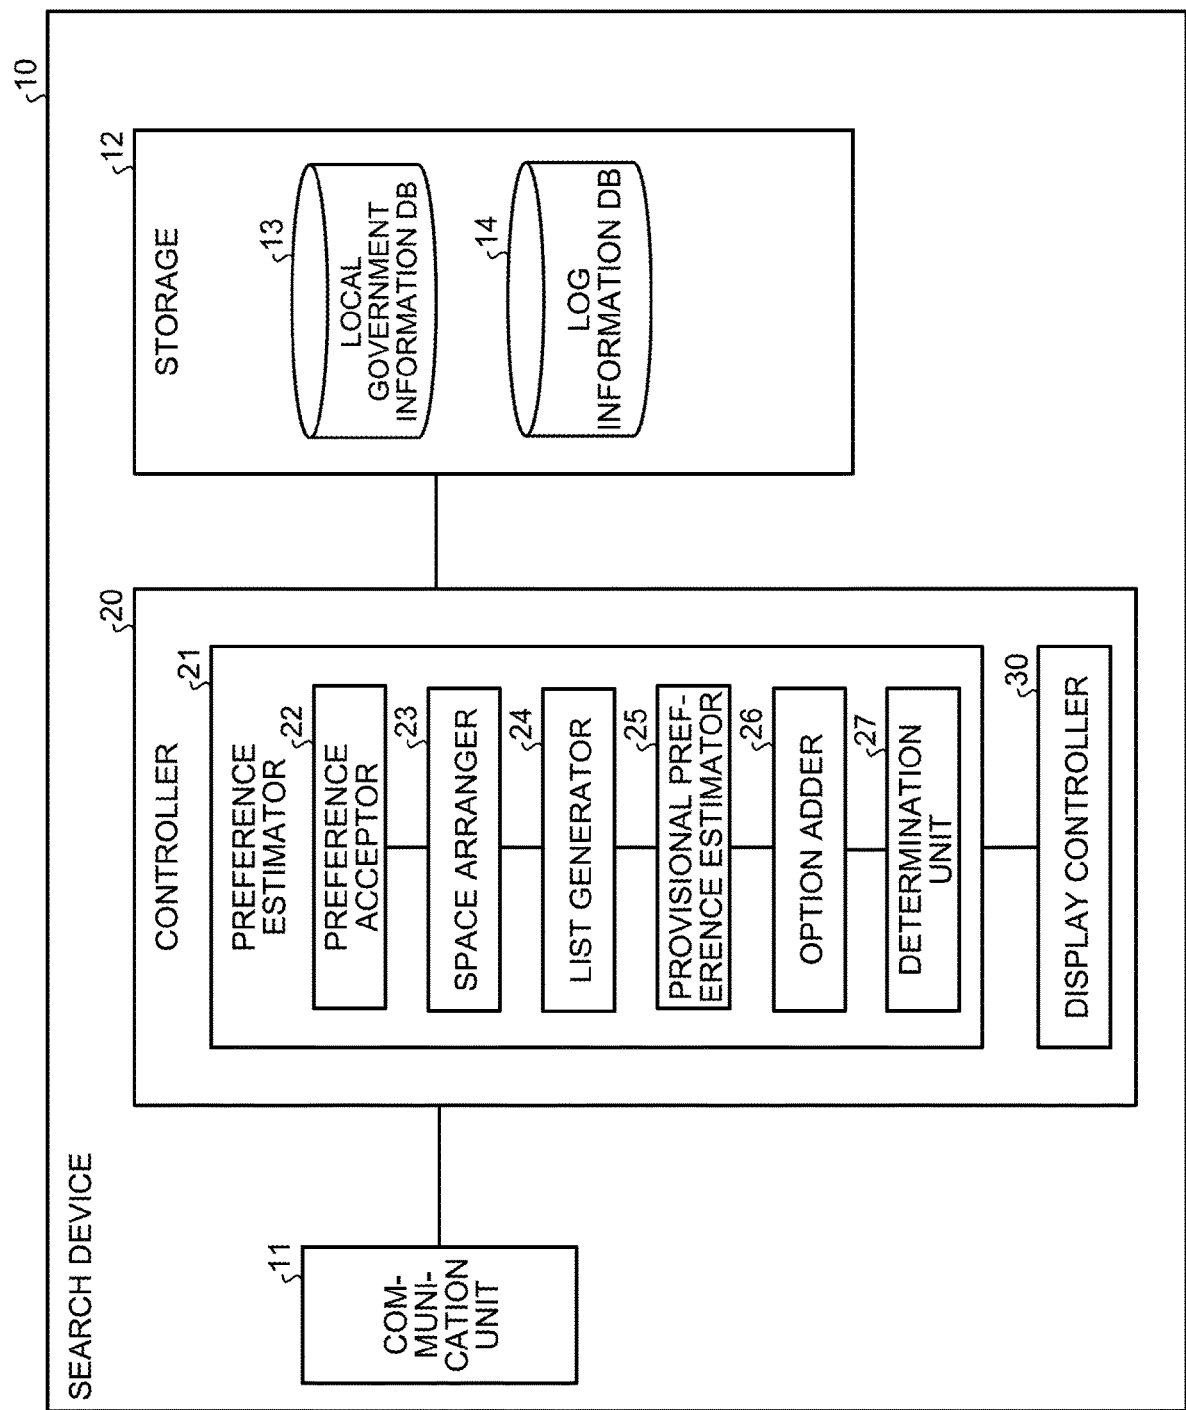 SEARCH DEVICE
10
11
COM-
MUNI-
CATION
UNIT
20
CONTROLLER
21
PREFERENCE
ESTIMATOR
22
PREFERENCE
ACCEPTOR
23
SPACE ARRANGER
24
LIST GENERATOR
25
PROVISIONAL PREF-
ERENCE ESTIMATOR
26
OPTION ADDER
27
DETERMINATION
UNIT
30
DISPLAY CONTROLLER
12
STORAGE
13
LOCAL
GOVERNMENT
INFORMATION DB
14
LOG
INFORMATION DB